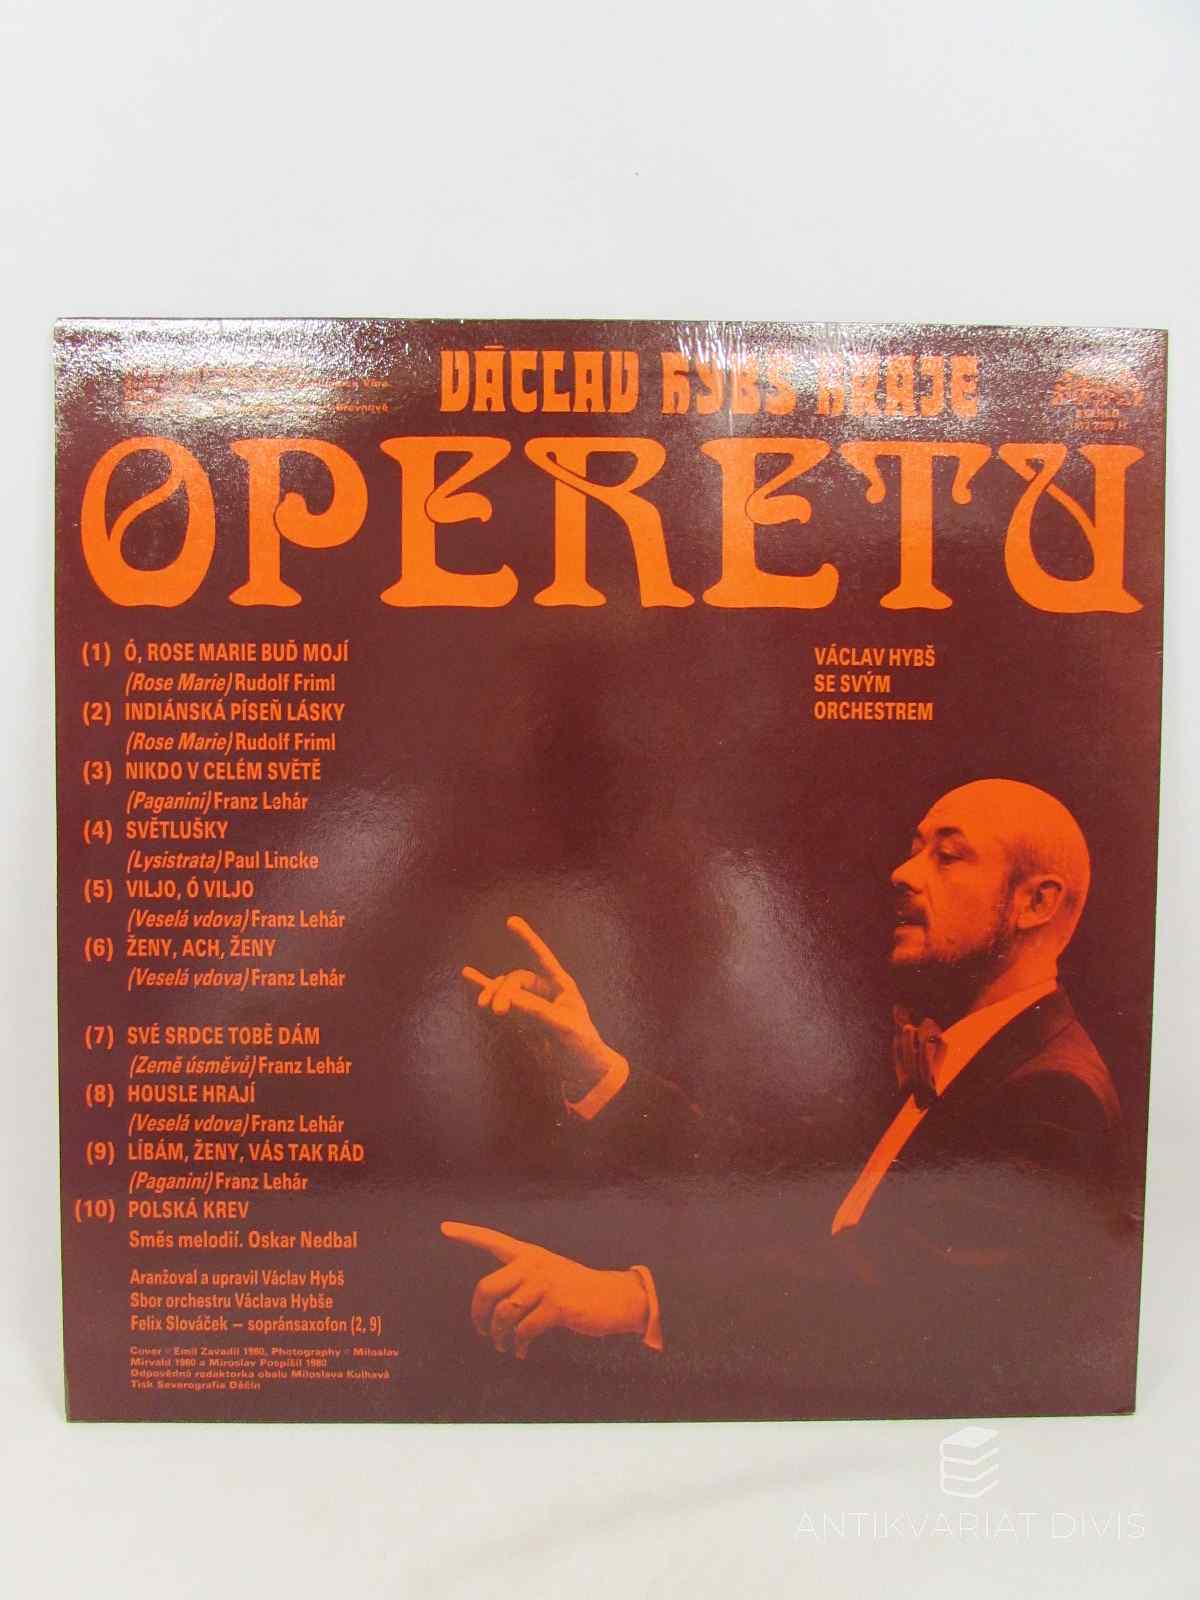 VÁCLAV HYBŠ HRAJE
OPERETU
(1) Ó, ROSE MARIE BUĎ MOJÍ
(Rose Marie) Rudolf Friml
(2) INDIÁNSKÁ PÍSEŇ LÁSKY
(Rose Marie) Rudolf Friml
(3) NIKDO V CELÉM SVĚTĚ
(Paganini) Franz Lehár
(4) SVĚTLUŠKY
(Lysistrata) Paul Lincke
(5) VILJO, Ó VILJO
(Veselá vdova) Franz Lehár
(6) ŽENY, ACH, ŽENY
(Veselá vdova) Franz Lehár
(7) SVÉ SRDCE TOBĚ DÁM
(Země úsměvů) Franz Lehár
(8) HOUSLE HRAJÍ
(Veselá vdova) Franz Lehár
(9) LÍBÁM, ŽENY, VÁS TAK RÁD
(Paganini) Franz Lehár
(10) POLSKÁ KREV
Směs melodií. Oskar Nedbal
Aranžoval a upravil Václav Hybš
Sbor orchestru Václava Hybše
Felix Slováček – sopránsaxofon (2, 9)
Cover © Emil Zavadil 1980, Photography © Miloslav
Mirvald 1980 a Miroslav Pospíšil 1980
Odpovědná redaktorka obalu Miloslava Kulhavá
Tisk Severografia Děčín
VÁCLAV HYBŠ
SE SVÝM
ORCHESTREM
STEREO
ANTIKVARIAT DIVIS